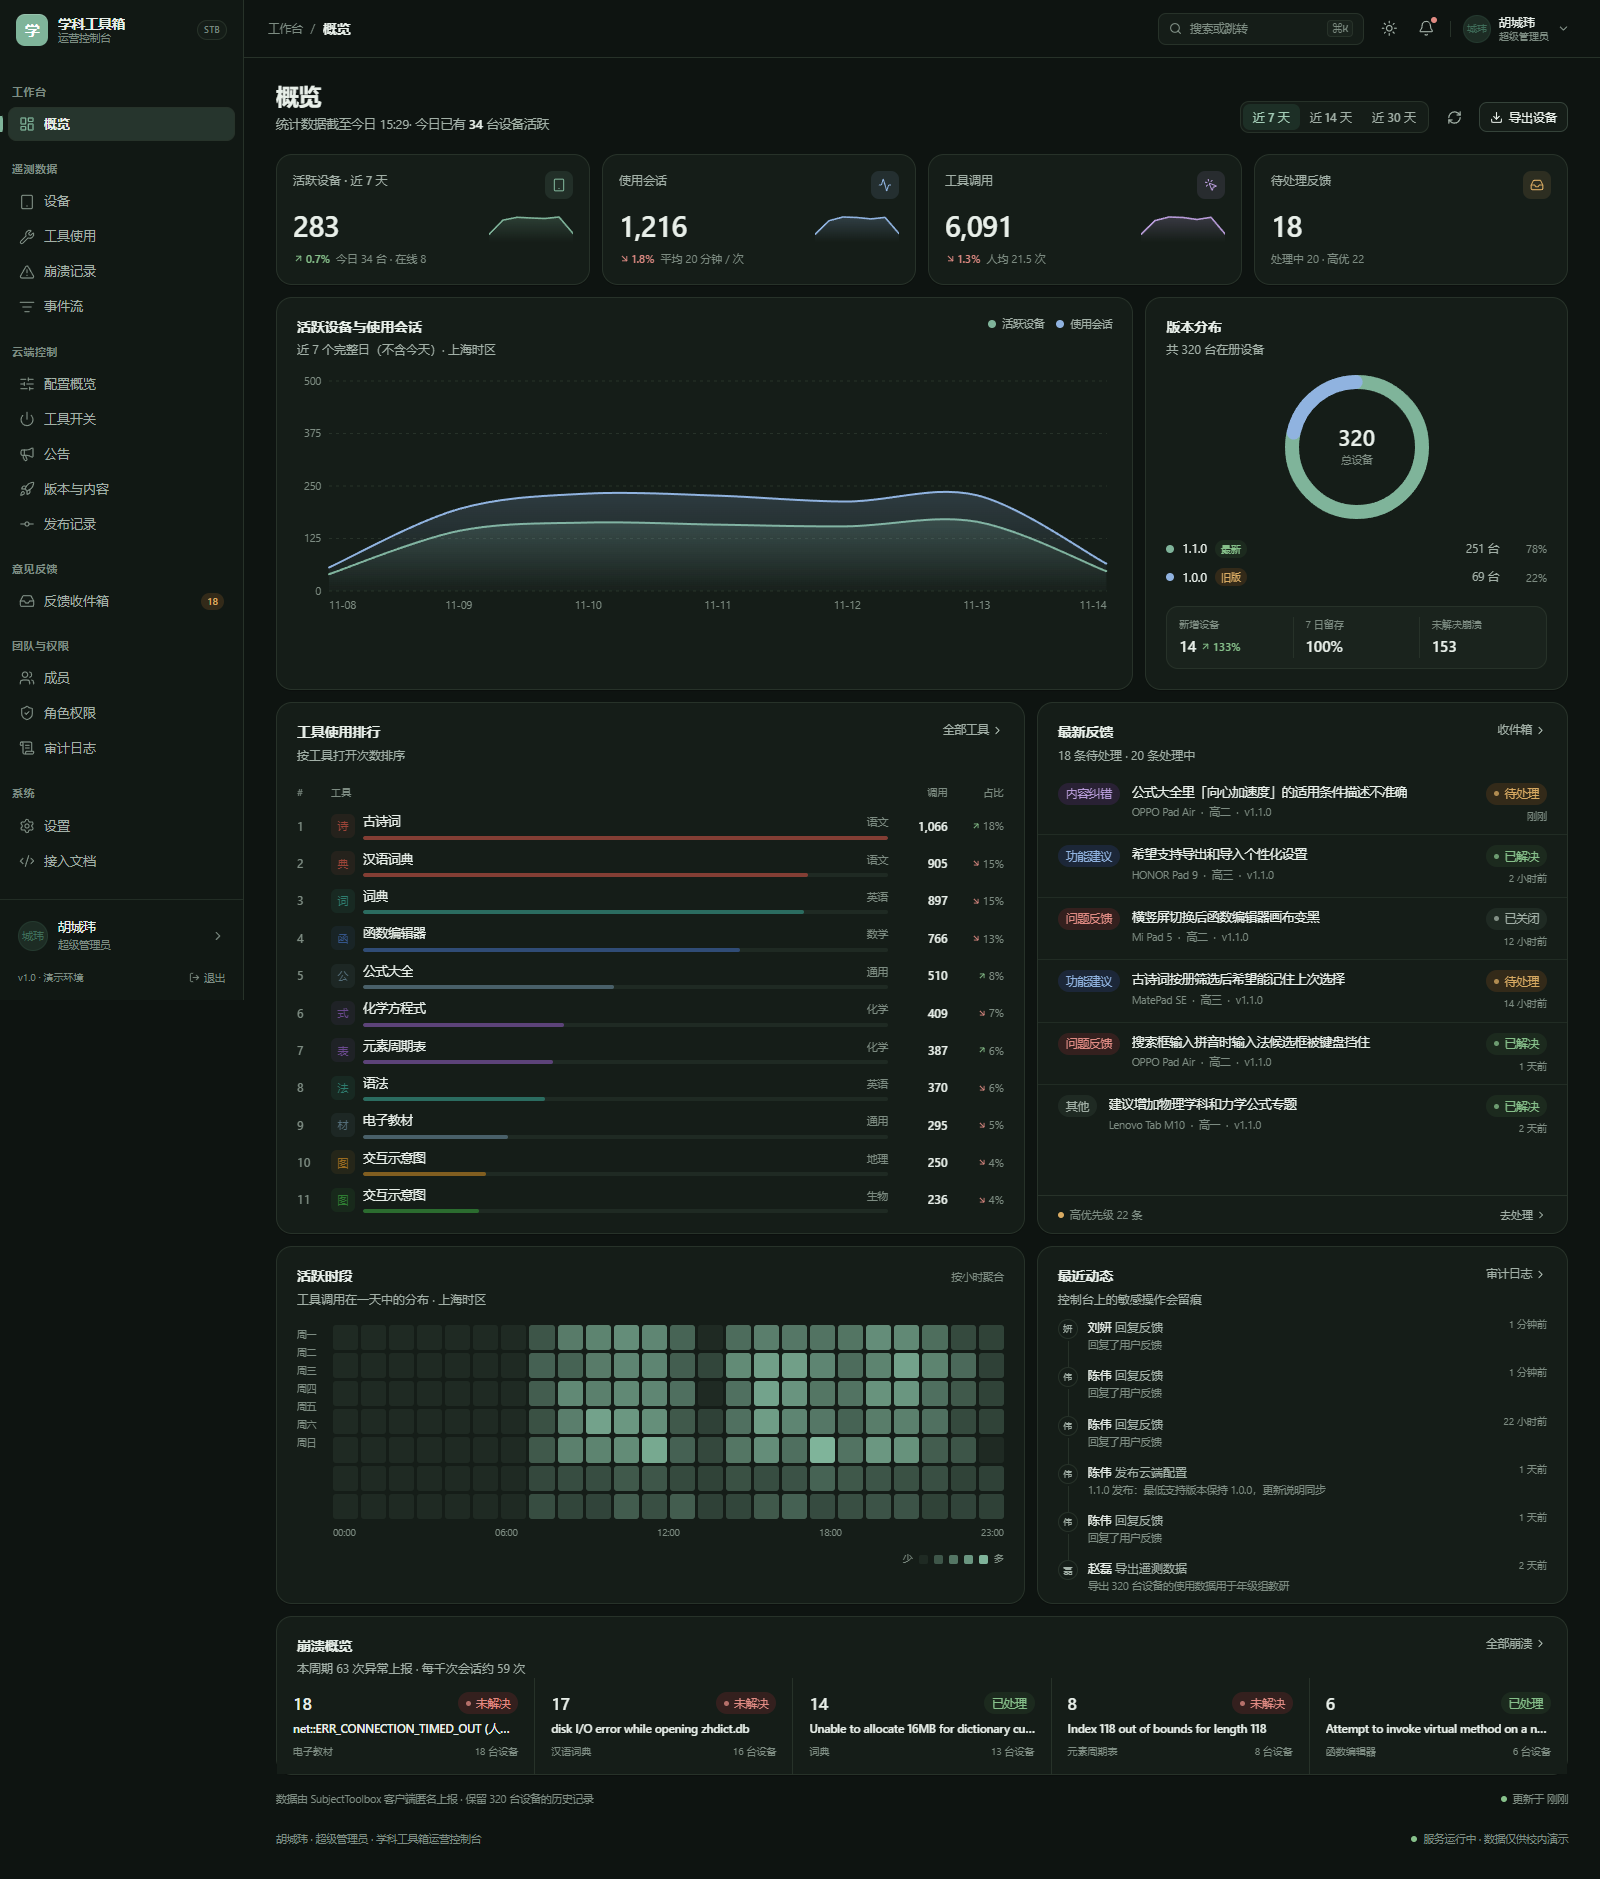 学
学科工具箱
运营控制台
STB
工作台
概览
遥测数据
设备
工具使用
崩溃记录
事件流
云端控制
配置概览
工具开关
公告
版本与内容
发布记录
意见反馈
反馈收件箱 18
团队与权限
成员
角色权限
审计日志
系统
设置
接入文档
城玮
胡城玮
超级管理员
v1.0 · 演示环境 退出
工作台 / 概览
搜索或跳转 ⌘K
城玮
胡城玮
超级管理员
概览
统计数据截至今日 15:29· 今日已有 34 台设备活跃
近 7 天 近 14 天 近 30 天
导出设备
活跃设备 · 近 7 天
283
0.7% 今日 34 台 · 在线 8
使用会话
1,216
1.8% 平均 20 分钟 / 次
工具调用
6,091
1.3% 人均 21.5 次
待处理反馈
18
处理中 20 · 高优 22
活跃设备与使用会话
近 7 个完整日（不含今天）· 上海时区
活跃设备 使用会话
500
375
250
125
0
11-08 11-09 11-10 11-11 11-12 11-13 11-14
版本分布
共 320 台在册设备
320
总设备
1.1.0 最新 251 台 78%
1.0.0 旧版 69 台 22%
新增设备 7 日留存 未解决崩溃
14 133% 100% 153
工具使用排行
按工具打开次数排序
全部工具
# 工具 调用 占比
1 诗 古诗词 语文 1,066 18%
2 典 汉语词典 语文 905 15%
3 词 词典 英语 897 15%
4 函 函数编辑器 数学 766 13%
5 公 公式大全 通用 510 8%
6 式 化学方程式 化学 409 7%
7 表 元素周期表 化学 387 6%
8 法 语法 英语 370 6%
9 材 电子教材 通用 295 5%
10 图 交互示意图 地理 250 4%
11 图 交互示意图 生物 236 4%
最新反馈
18 条待处理 · 20 条处理中
收件箱
内容纠错 公式大全里「向心加速度」的适用条件描述不准确 待处理
OPPO Pad Air · 高二 · v1.1.0 刚刚
功能建议 希望支持导出和导入个性化设置 已解决
HONOR Pad 9 · 高三 · v1.1.0 2 小时前
问题反馈 横竖屏切换后函数编辑器画布变黑 已关闭
Mi Pad 5 · 高二 · v1.1.0 12 小时前
功能建议 古诗词按册筛选后希望能记住上次选择 待处理
MatePad SE · 高三 · v1.1.0 14 小时前
问题反馈 搜索框输入拼音时输入法候选框被键盘挡住 已解决
OPPO Pad Air · 高二 · v1.1.0 1 天前
其他 建议增加物理学科和力学公式专题 已解决
Lenovo Tab M10 · 高一 · v1.1.0 2 天前
高优先级 22 条 去处理
活跃时段
工具调用在一天中的分布 · 上海时区
按小时聚合
周一
周二
周三
周四
周五
周六
周日
00:00 06:00 12:00 18:00 23:00
少 多
最近动态
控制台上的敏感操作会留痕
审计日志
妍 刘妍 回复反馈 1 分钟前
回复了用户反馈
伟 陈伟 回复反馈 1 分钟前
回复了用户反馈
伟 陈伟 回复反馈 22 小时前
回复了用户反馈
伟 陈伟 发布云端配置 1 天前
1.1.0 发布：最低支持版本保持 1.0.0，更新说明同步
伟 陈伟 回复反馈 1 天前
回复了用户反馈
磊 赵磊 导出遥测数据 2 天前
导出 320 台设备的使用数据用于年级组教研
崩溃概览
本周期 63 次异常上报 · 每千次会话约 59 次
全部崩溃
18 未解决
net::ERR_CONNECTION_TIMED_OUT (人...
电子教材 18 台设备
17 未解决
disk I/O error while opening zhdict.db
汉语词典 16 台设备
14 已处理
Unable to allocate 16MB for dictionary cu...
词典 13 台设备
8 未解决
Index 118 out of bounds for length 118
元素周期表 8 台设备
6 已处理
Attempt to invoke virtual method on a n...
函数编辑器 6 台设备
数据由 SubjectToolbox 客户端匿名上报 · 保留 320 台设备的历史记录
更新于 刚刚
胡城玮 · 超级管理员 · 学科工具箱运营控制台
服务运行中 · 数据仅供校内演示